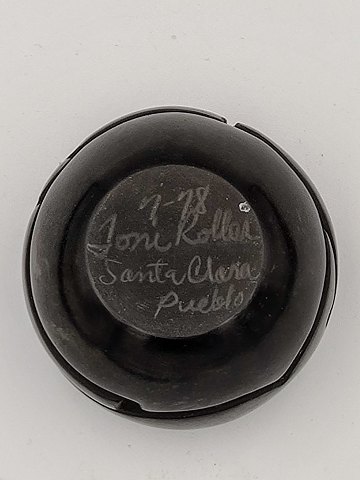 7-78
Toni Roller
Santa Clara
Pueblo